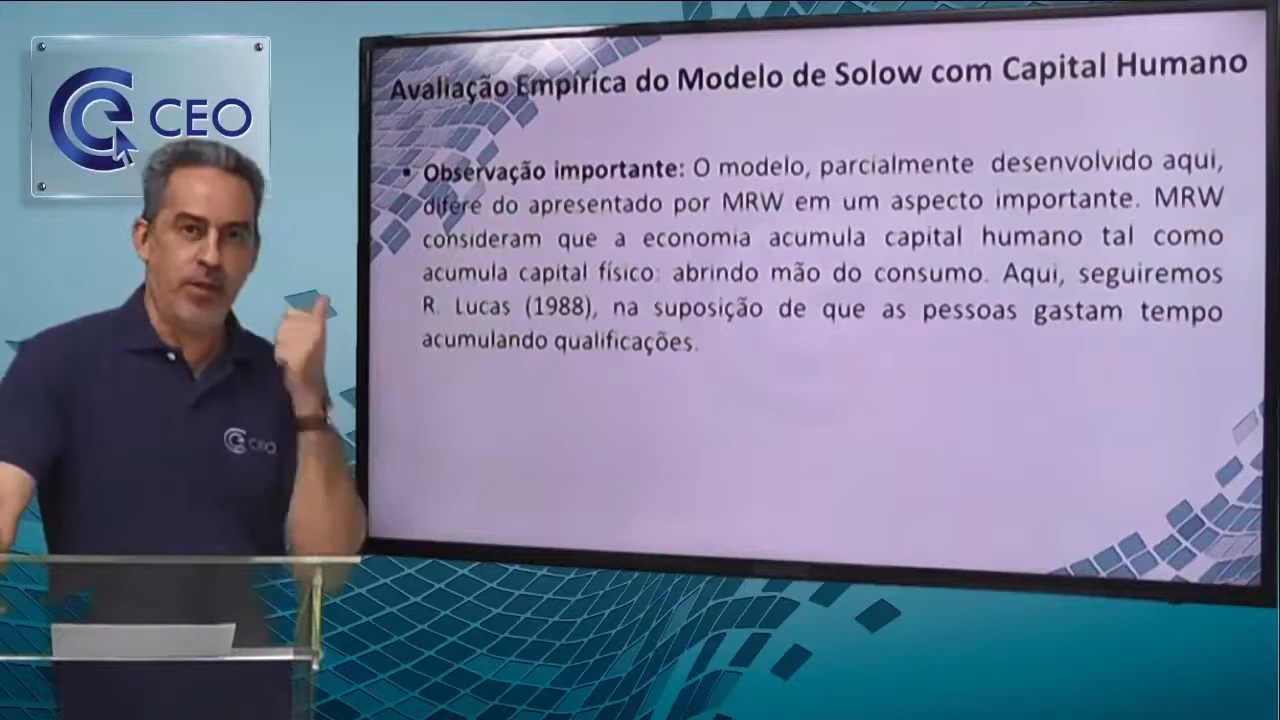 CEO
Avaliação Empírica do Modelo de Solow com Capital Humano
• Observação importante: O modelo, parcialmente desenvolvido aqui,
difere do apresentado por MRW em um aspecto importante. MRW
consideram que a economia acumula capital humano tal como
acumula capital físico: abrindo mão do consumo. Aqui, seguiremos
R. Lucas (1988), na suposição de que as pessoas gastam tempo
acumulando qualificações.
CEO